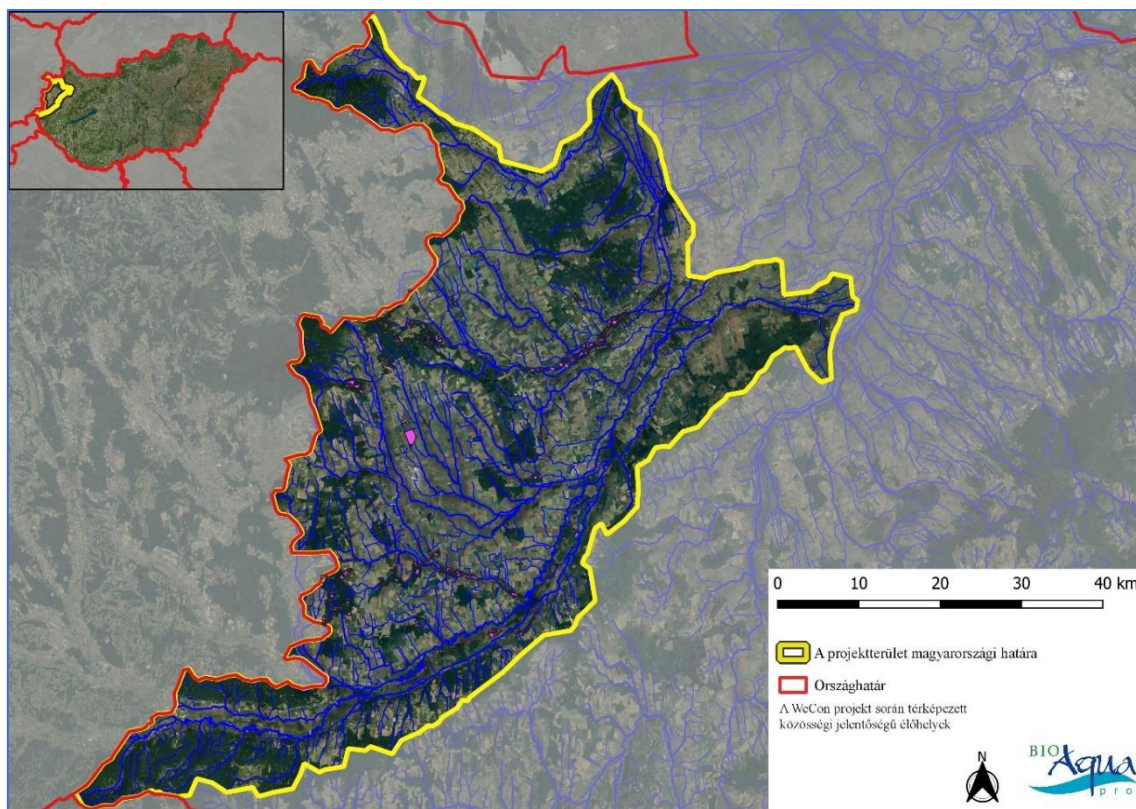 0 10 20 30 40 km
A projektterület magyarországi határa
Országhatár
A WeCon projekt során térképezett
közösségi jelentőségű élőhelyek
N
BIO
Aqua
pro